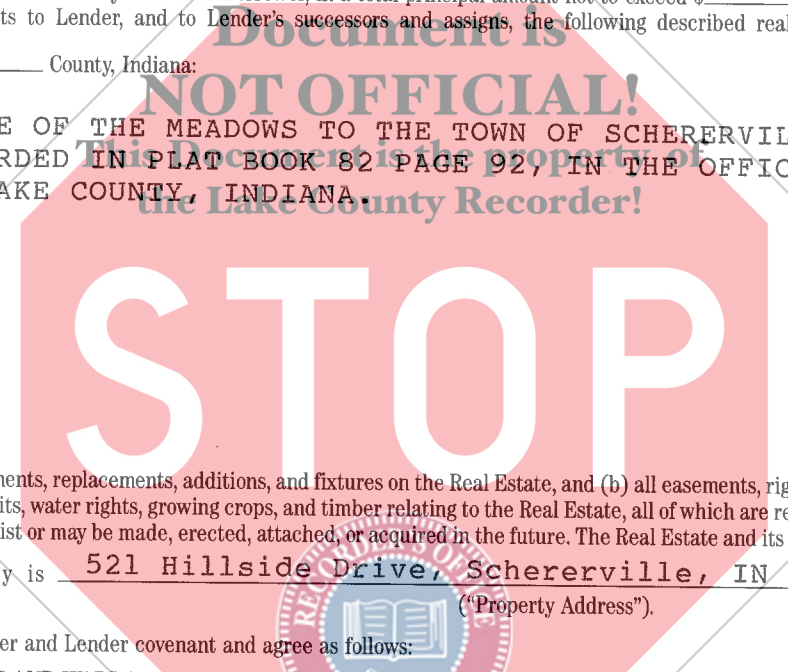 ts to Lender, and to Lender's successors and assigns, the following described real
Document is
County, Indiana:
NOT OFFICIAL!
E OF THE MEADOWS TO THE TOWN OF SCHERERVIL
This Document is the property of
RDED IN PLAT BOOK 82 PAGE 92, IN THE OFFIC
AKE COUNTY, INDIANA.
the Lake County Recorder!
STOP
nents, replacements, additions, and fixtures on the Real Estate, and (b) all easements, rig
its, water rights, growing crops, and timber relating to the Real Estate, all of which are re
ist or may be made, erected, attached, or acquired in the future. The Real Estate and its
y is 521 Hillside Drive, Schererville, IN
("Property Address").
RECORDER'S OFFICE
er and Lender covenant and agree as follows: